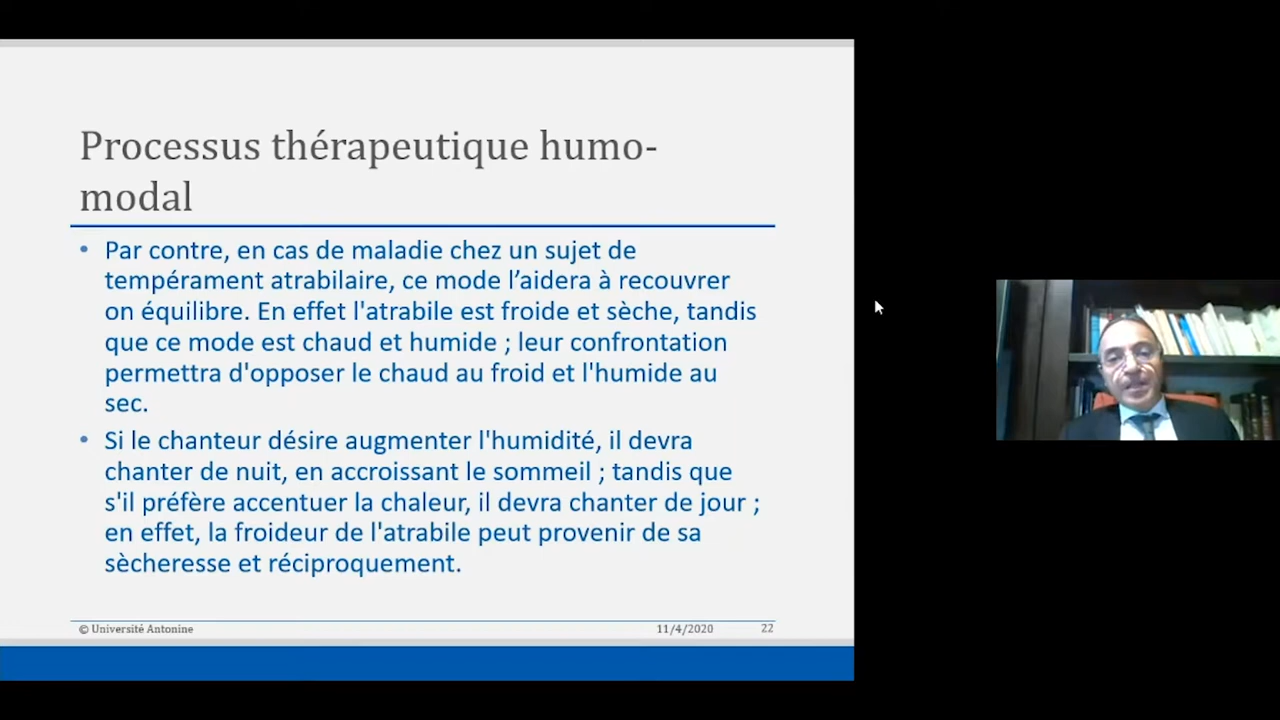 Processus thérapeutique humo-
modal
• Par contre, en cas de maladie chez un sujet de
tempérament atrabilaire, ce mode l’aidera à recouvrer
on équilibre. En effet l'atrabile est froide et sèche, tandis
que ce mode est chaud et humide ; leur confrontation
permettra d'opposer le chaud au froid et l'humide au
sec.
• Si le chanteur désire augmenter l'humidité, il devra
chanter de nuit, en accroissant le sommeil ; tandis que
s'il préfère accentuer la chaleur, il devra chanter de jour ;
en effet, la froideur de l'atrabile peut provenir de sa
sècheresse et réciproquement.
© Université Antonine 11/4/2020 22